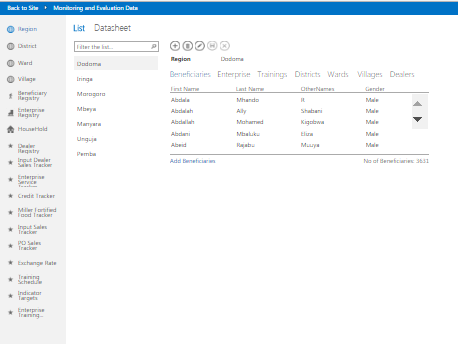 Back to Site
Monitoring and Evaluation Data
Region
District
Ward
Village
Beneficiary
Registry
Enterprise
Registry
HouseHold
Dealer
Registry
Input Dealer
Sales Tracker
Enterprise
Service
Tracker
Credit Tracker
Miller Fortified
Food Tracker
Input Sales
Tracker
PO Sales
Tracker
Exchange Rate
Training
Schedule
Indicator
Targets
Enterprise
Training...
List Datasheet
Filter the list...
Dodoma
Iringa
Morogoro
Mbeya
Manyara
Unguja
Pemba
Region Dodoma
Beneficiaries Enterprise Trainings Districts Wards Villages Dealers
First Name Last Name OtherNames Gender
Abdala Mhando R Male
Abdalah Ally Shabani Male
Abdallah Mohamed Kigobwa Male
Abdani Mbaluku Eliza Male
Abeid Rajabu Muuya Male
Add Beneficiaries No of Beneficiaries: 3631